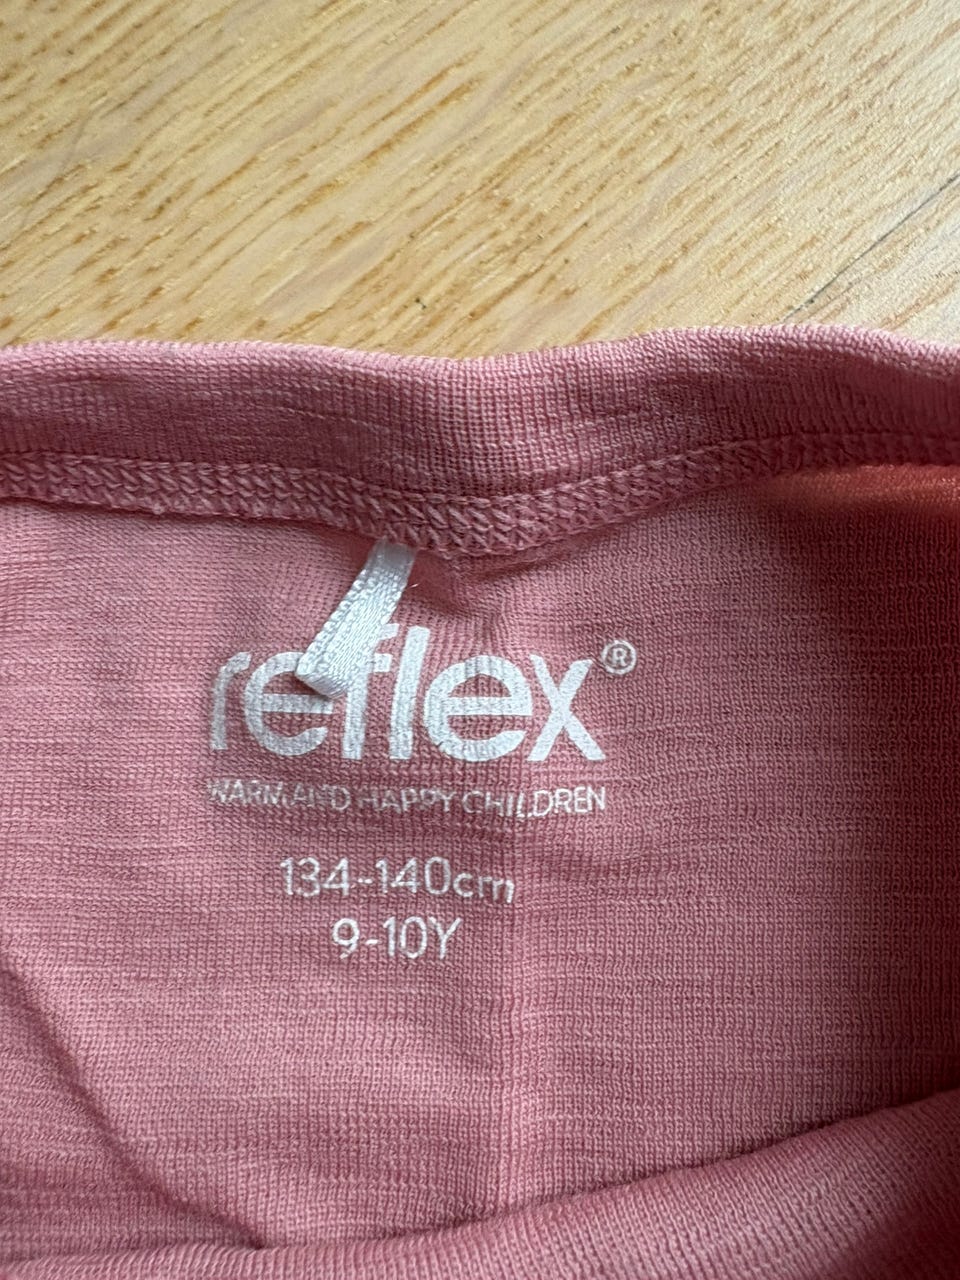 reflex®
WARM AND HAPPY CHILDREN
134-140cm
9-10Y